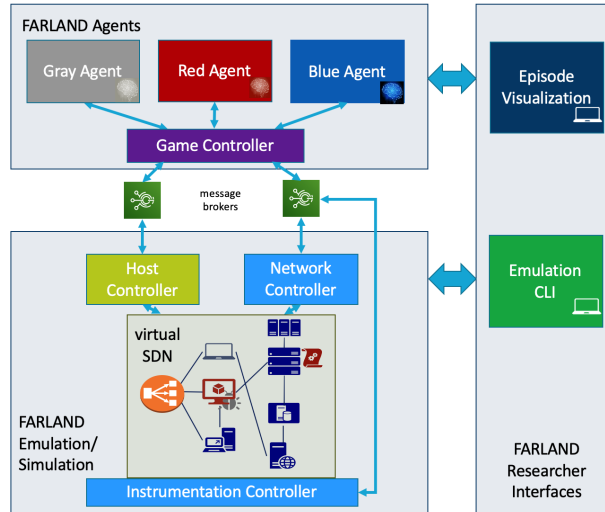 FARLAND Agents
Gray Agent
Red Agent
Blue Agent
Game Controller
message
brokers
Host
Controller
Network
Controller
virtual
SDN
FARLAND
Emulation/
Simulation
Instrumentation Controller
Episode
Visualization
Emulation
CLI
FARLAND
Researcher
Interfaces